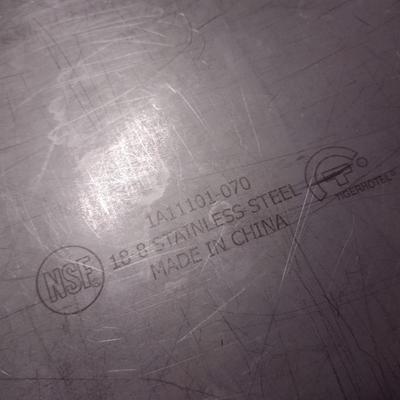 1A11101-070
18-8 STAINLESS STEEL
MADE IN CHINA
NSF®
TIGERHOTEL®